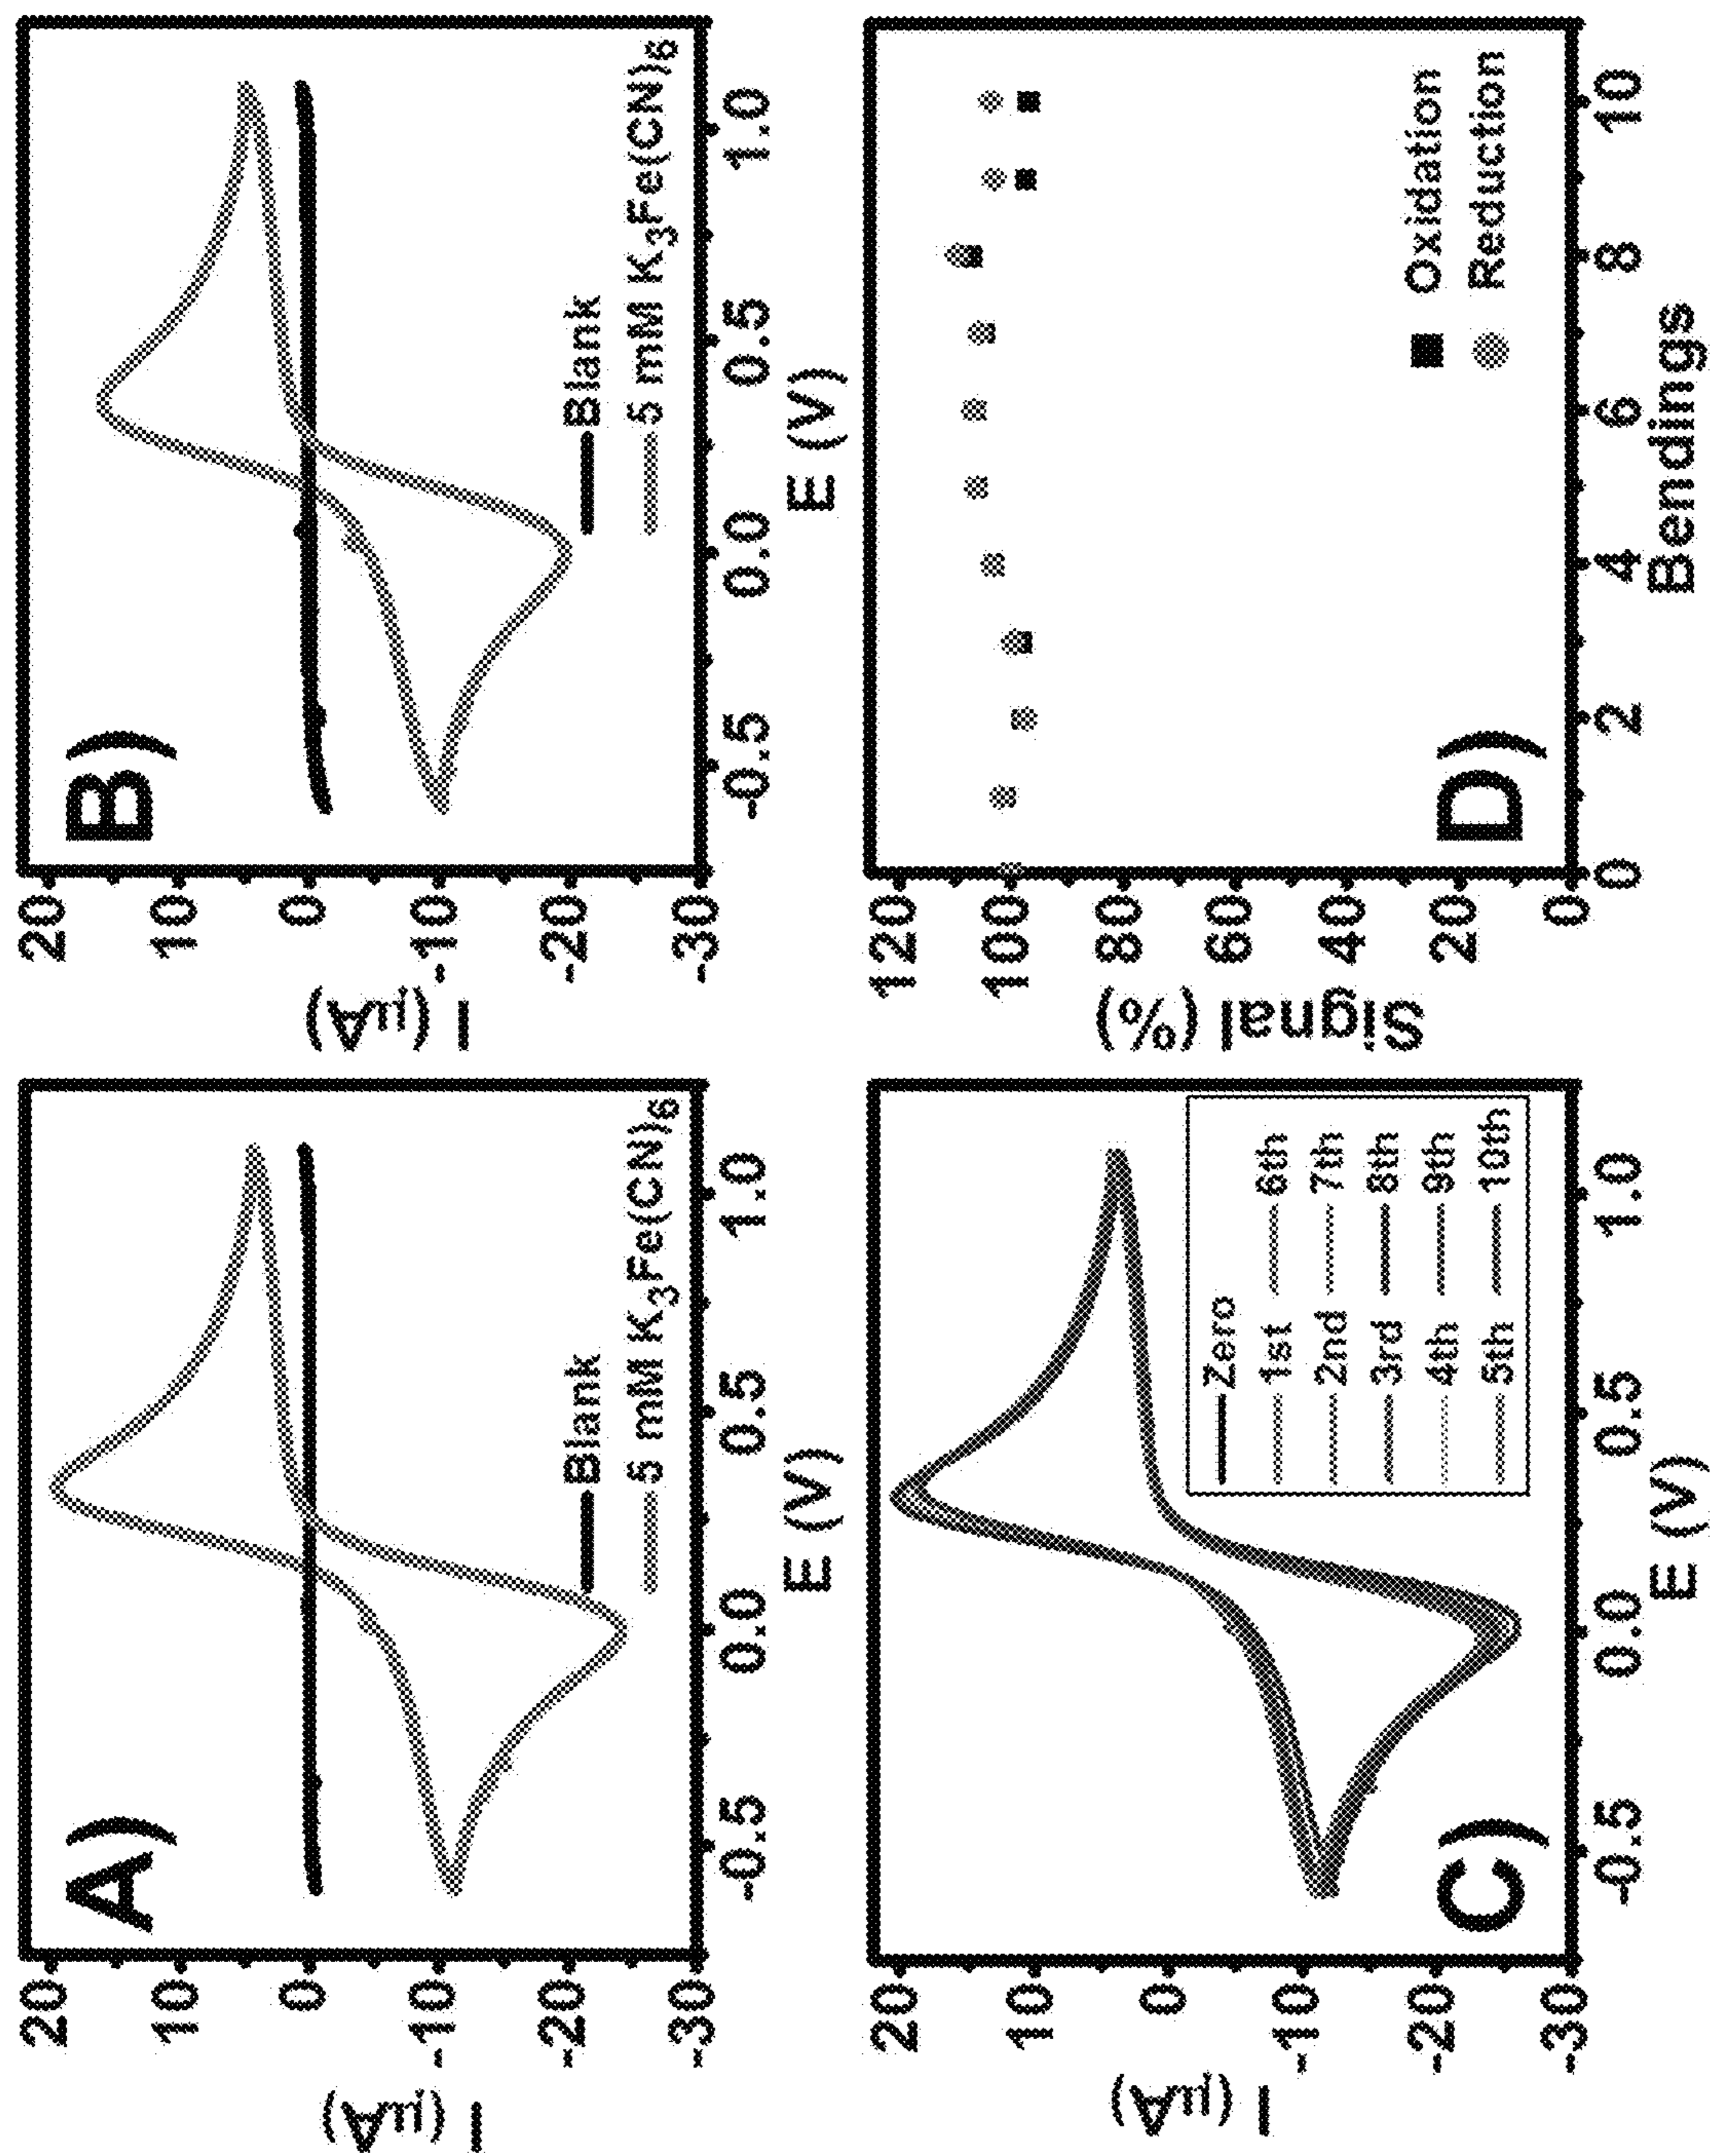 A)
I (µA)
20
10
0
-10
-20
-30
Blank
5 mM K₃Fe(CN)₆
-0.5
0.0
0.5
1.0
E (V)
B)
I (µA)
20
10
0
-10
-20
-30
Blank
5 mM K₃Fe(CN)₆
-0.5
0.0
0.5
1.0
E (V)
C)
I (µA)
20
10
0
-10
-20
-30
Zero
1st 6th
2nd 7th
3rd 8th
4th 9th
5th 10th
-0.5
0.0
0.5
1.0
E (V)
D)
Signal (%)
120
100
80
60
40
20
0
Oxidation
Reduction
0
2
4
6
8
10
Bendings